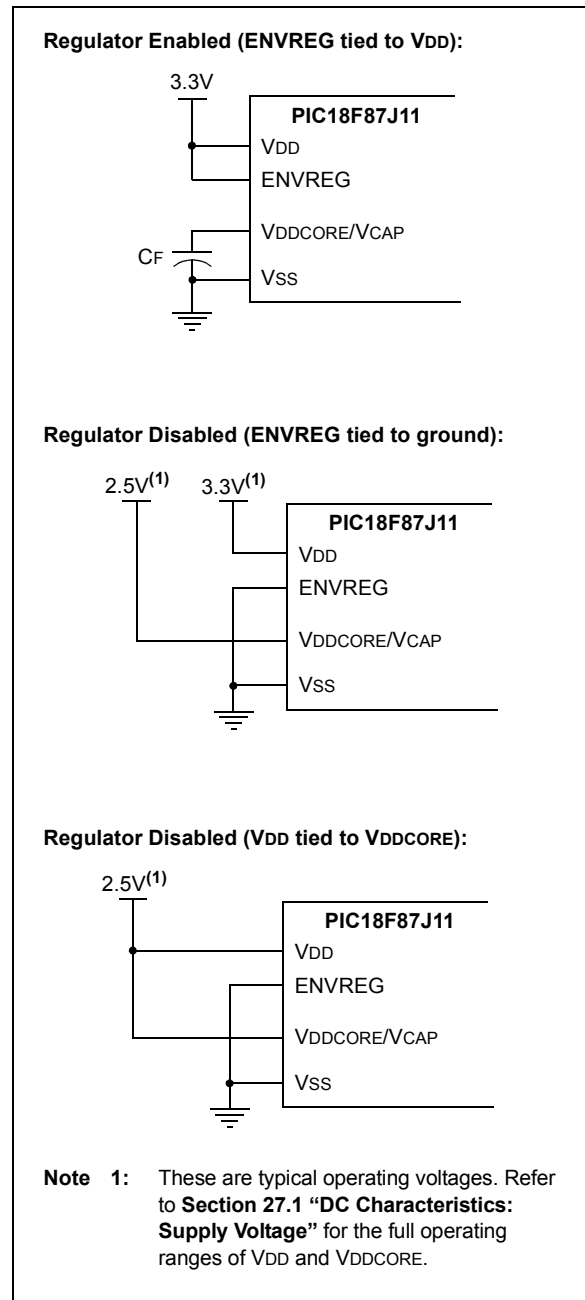 Regulator Enabled (ENVREG tied to VDD):
3.3V
PIC18F87J11
VDD
ENVREG
VDDCORE/VCAP
CF
VSS
Regulator Disabled (ENVREG tied to ground):
2.5V(1) 3.3V(1)
PIC18F87J11
VDD
ENVREG
VDDCORE/VCAP
VSS
Regulator Disabled (VDD tied to VDDCORE):
2.5V(1)
PIC18F87J11
VDD
ENVREG
VDDCORE/VCAP
VSS
Note 1: These are typical operating voltages. Refer
to Section 27.1 “DC Characteristics:
Supply Voltage” for the full operating
ranges of VDD and VDDCORE.